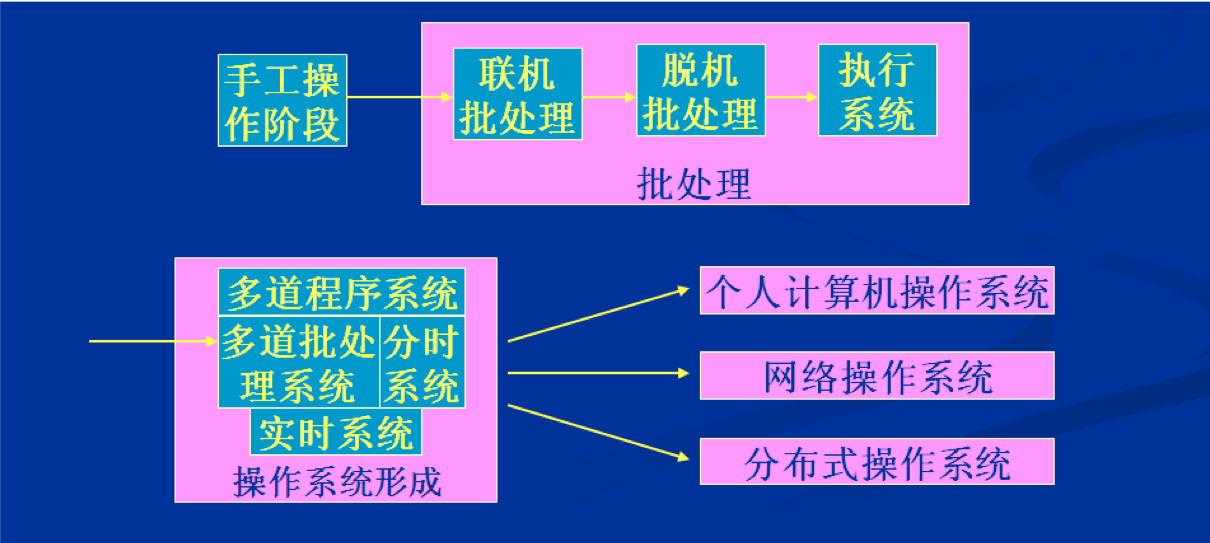 手工操
作阶段
联机
批处理
脱机
批处理
执行
系统
批处理
多道程序系统
多道批处
理系统
分时
系统
实时系统
操作系统形成
个人计算机操作系统
网络操作系统
分布式操作系统